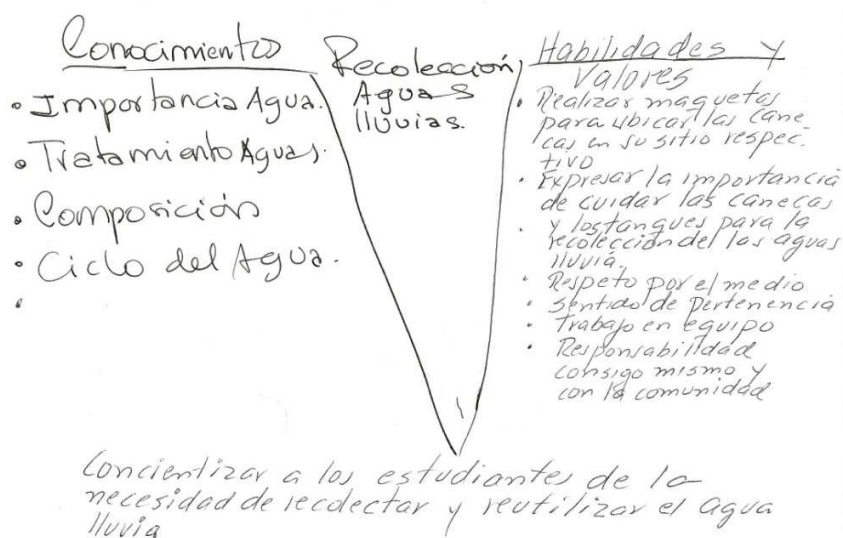 Conocimientos
• Importancia Agua.
• Tratamiento Aguas.
• Composición
• Ciclo del Agua.
•
Recolección
Aguas
lluvias.
Habilidades y
Valores
• Realizar maquetas
para ubicar las cane-
cas en su sitio respec-
tivo
• Expresar la importancia
de cuidar las canecas
• y los tanques para la
recolección del las aguas
lluvia.
• Respeto por el medio
• Sentido de pertenencia
• Trabajo en equipo
• Responsabilidad
consigo mismo y
con la comunidad
Concientizar a los estudiantes de la
necesidad de recolectar y reutilizar el agua
lluvia